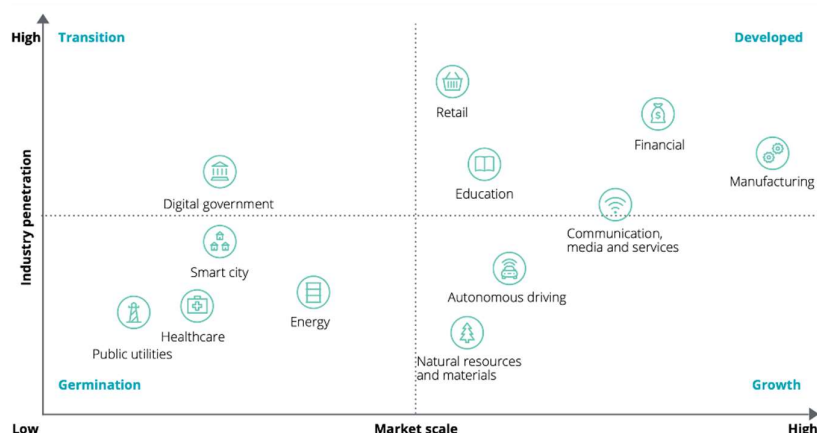 High
Transition
Developed
Retail
Financial
Manufacturing
Education
Digital government
Industry penetration
Communication,
media and services
Smart city
Autonomous driving
Energy
Healthcare
Public utilities
Natural resources
and materials
Germination
Growth
Low
Market scale
High